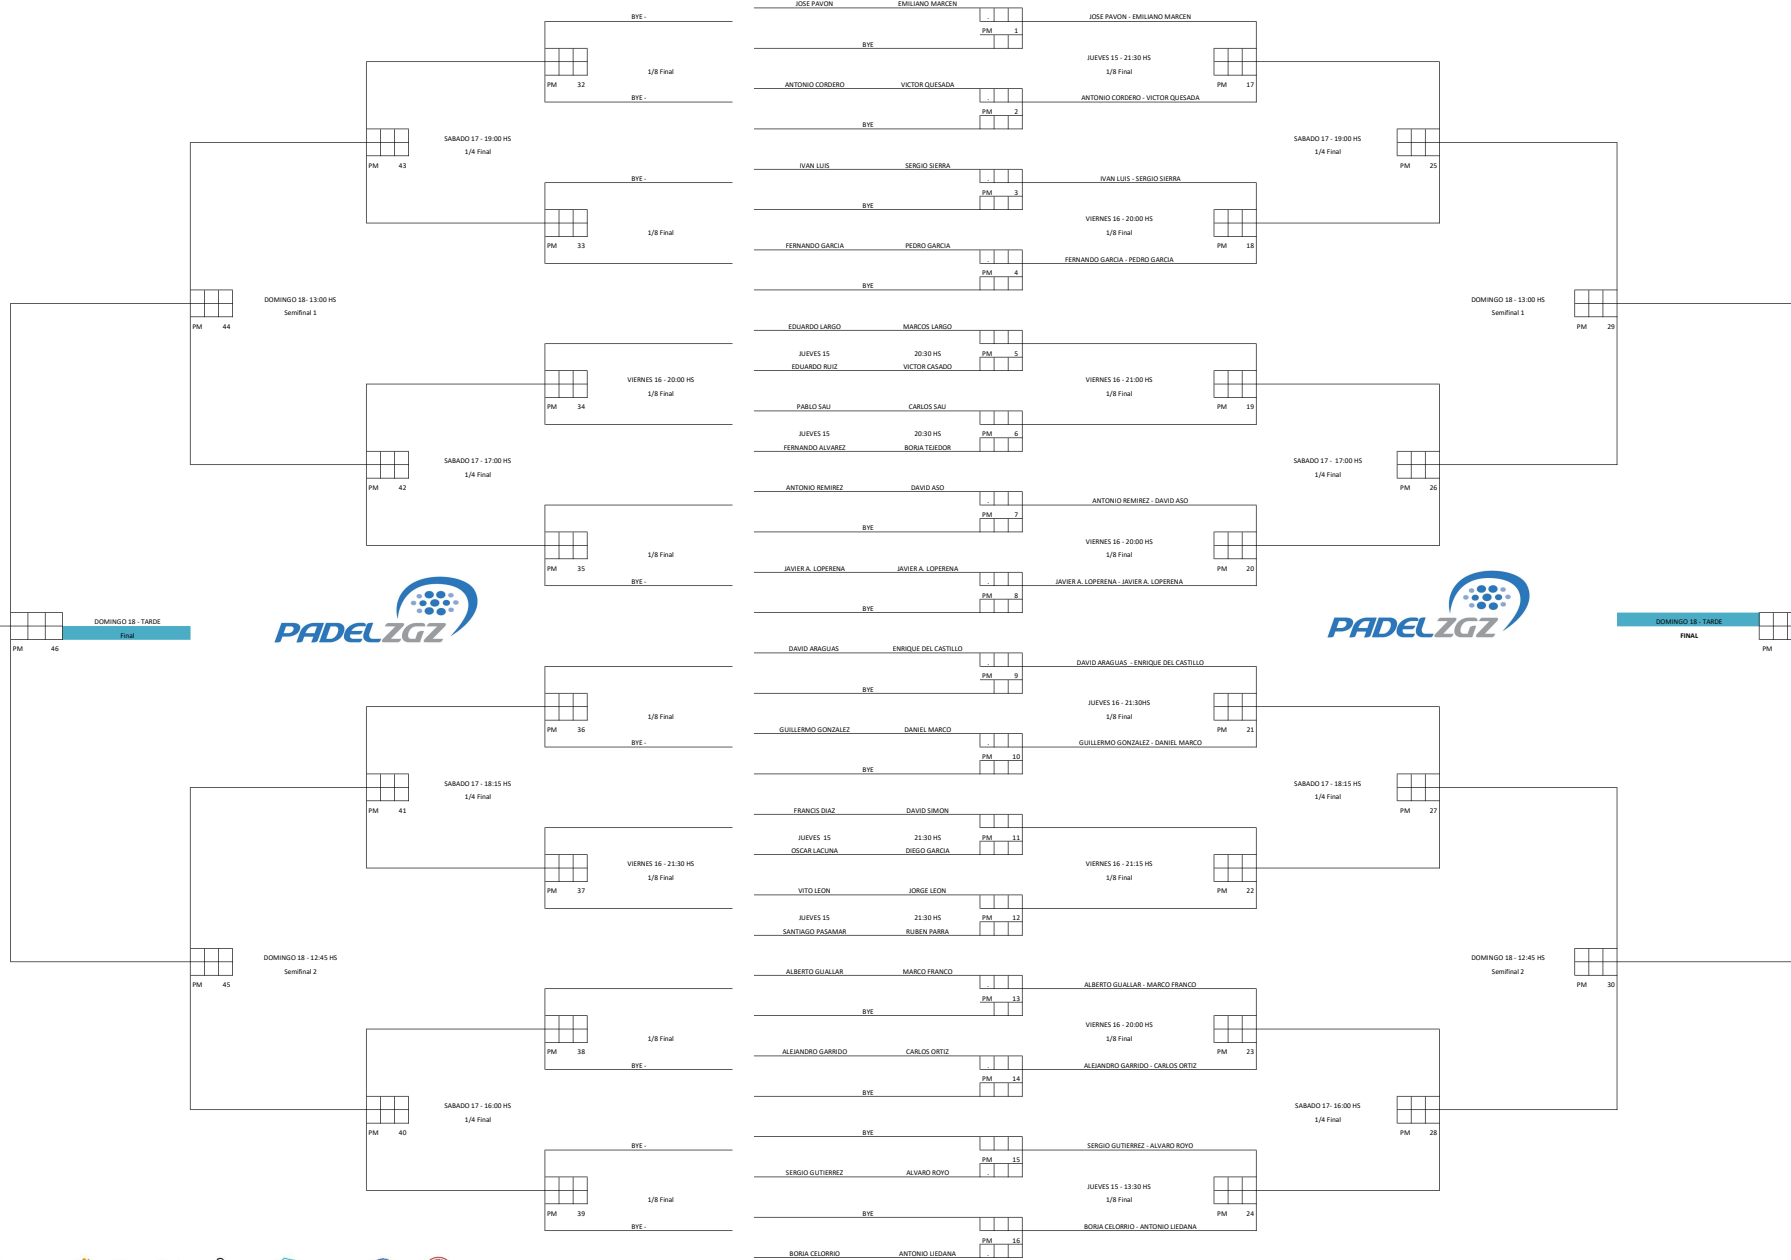 JOSE PAVON EMILIANO MARCEN
BYE - . JOSE PAVON - EMILIANO MARCEN
PM 1
BYE
JUEVES 15 - 21:30 HS
1/8 Final 1/8 Final
PM 32 ANTONIO CORDERO VICTOR QUESADA PM 17
BYE - . ANTONIO CORDERO - VICTOR QUESADA
PM 2
BYE
SABADO 17 - 19:00 HS SABADO 17 - 19:00 HS
1/4 Final 1/4 Final
PM 43 IVAN LUIS SERGIO SIERRA PM 25
BYE - . IVAN LUIS - SERGIO SIERRA
PM 3
BYE
VIERNES 16 - 20:00 HS
1/8 Final 1/8 Final
PM 33 FERNANDO GARCIA PEDRO GARCIA PM 18
. FERNANDO GARCIA - PEDRO GARCIA
PM 4
BYE
DOMINGO 18- 13:00 HS DOMINGO 18 - 13:00 HS
Semifinal 1 Semifinal 1
PM 44 EDUARDO LARGO MARCOS LARGO PM 29
JUEVES 15 20:30 HS PM 5
EDUARDO RUIZ VICTOR CASADO
VIERNES 16 - 20:00 HS VIERNES 16 - 21:00 HS
1/8 Final 1/8 Final
PM 34 PABLO SAU CARLOS SAU PM 19
JUEVES 15 20:30 HS PM 6
FERNANDO ALVAREZ BORJA TEJEDOR
SABADO 17 - 17:00 HS SABADO 17 - 17:00 HS
1/4 Final 1/4 Final
PM 42 ANTONIO REMIREZ DAVID ASO PM 26
. ANTONIO REMIREZ - DAVID ASO
PM 7
BYE
VIERNES 16 - 20:00 HS
1/8 Final 1/8 Final
PM 35 JAVIER A. LOPERENA JAVIER A. LOPERENA PM 20
BYE - . JAVIER A. LOPERENA - JAVIER A. LOPERENA
PM 8
BYE
DOMINGO 18 - TARDE PADELZGZ PADELZGZ DOMINGO 18 - TARDE
Final FINAL
PM 46 DAVID ARAGUAS ENRIQUE DEL CASTILLO PM
. DAVID ARAGUAS - ENRIQUE DEL CASTILLO
PM 9
BYE
JUEVES 16 - 21:30HS
1/8 Final 1/8 Final
PM 36 GUILLERMO GONZALEZ DANIEL MARCO PM 21
BYE - . GUILLERMO GONZALEZ - DANIEL MARCO
PM 10
BYE
SABADO 17 - 18:15 HS SABADO 17 - 18:15 HS
1/4 Final 1/4 Final
PM 41 FRANCIS DIAZ DAVID SIMON PM 27
JUEVES 15 21:30 HS PM 11
OSCAR LACUNA DIEGO GARCIA
VIERNES 16 - 21:30 HS VIERNES 16 - 21:15 HS
1/8 Final 1/8 Final
PM 37 VITO LEON JORGE LEON PM 22
JUEVES 15 21:30 HS PM 12
SANTIAGO PASAMAR RUBEN PARRA
DOMINGO 18 - 12:45 HS DOMINGO 18 - 12:45 HS
Semifinal 2 Semifinal 2
PM 45 ALBERTO GUALLAR MARCO FRANCO PM 30
. ALBERTO GUALLAR - MARCO FRANCO
PM 13
BYE
VIERNES 16 - 20:00 HS
1/8 Final 1/8 Final
PM 38 ALEJANDRO GARRIDO CARLOS ORTIZ PM 23
BYE - . ALEJANDRO GARRIDO - CARLOS ORTIZ
PM 14
BYE
SABADO 17 - 16:00 HS SABADO 17- 16:00 HS
1/4 Final 1/4 Final
PM 40 BYE PM 28
BYE - SERGIO GUTIERREZ - ALVARO ROYO
PM 15
SERGIO GUTIERREZ ALVARO ROYO .
JUEVES 15 - 13:30 HS
1/8 Final 1/8 Final
PM 39 BYE PM 24
BYE - BORJA CELORRIO - ANTONIO LIEDANA
PM 16
BORJA CELORRIO ANTONIO LIEDANA .